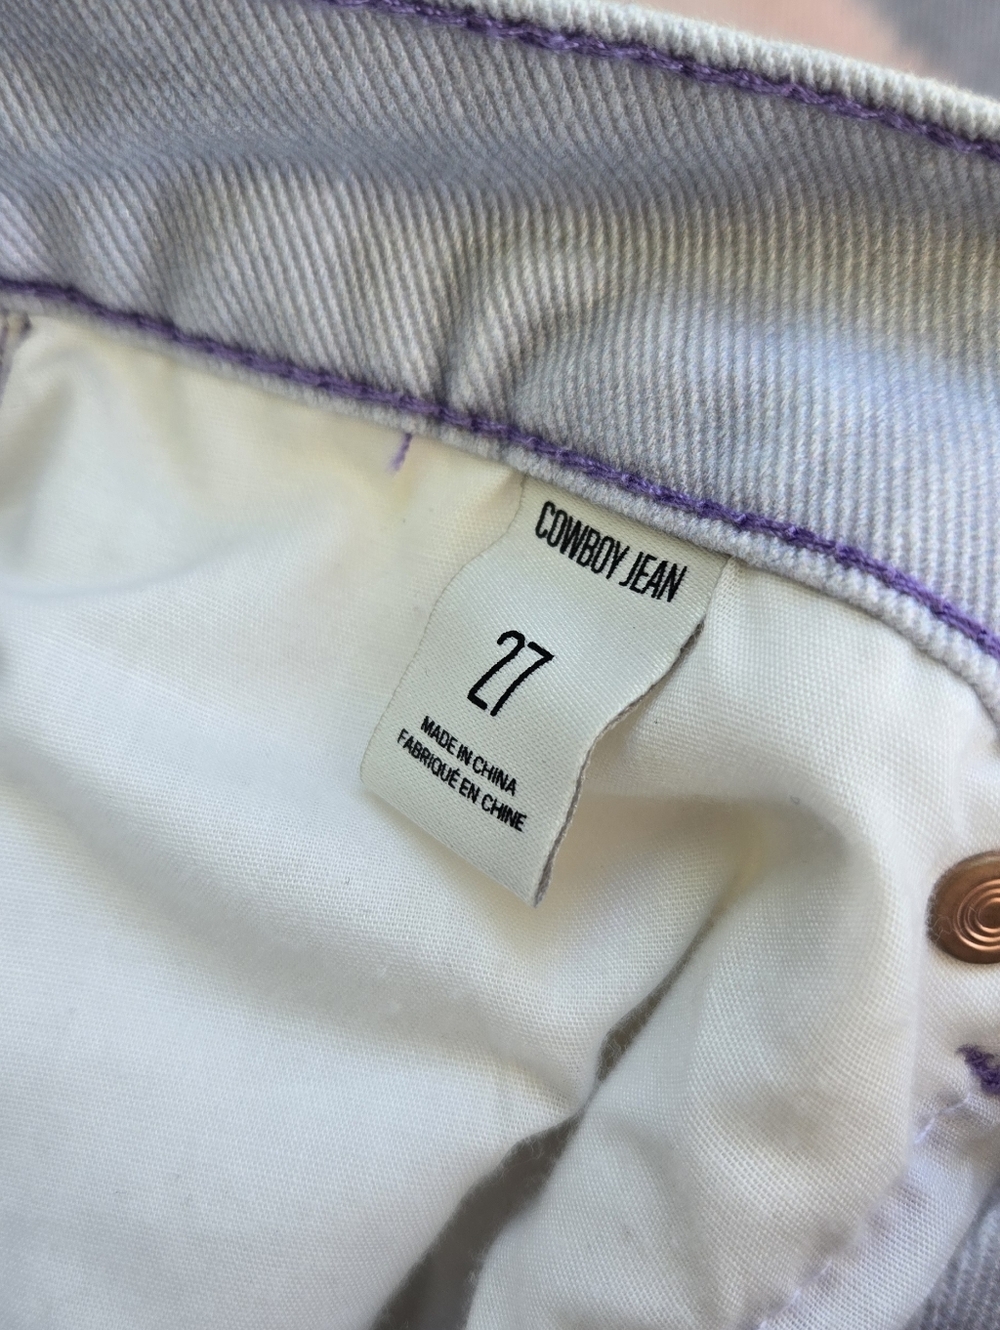 COWBOY JEAN
27
MADE IN CHINA
FABRIQUÉ EN CHINE